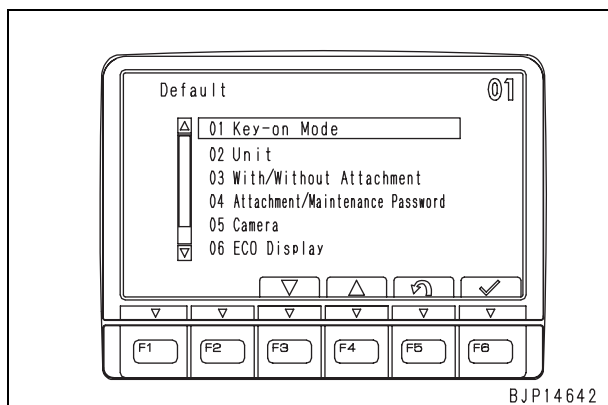 Default 01
01 Key-on Mode
02 Unit
03 With/Without Attachment
04 Attachment/Maintenance Password
05 Camera
06 ECO Display
F1 F2 F3 F4 F5 F6
BJP14642